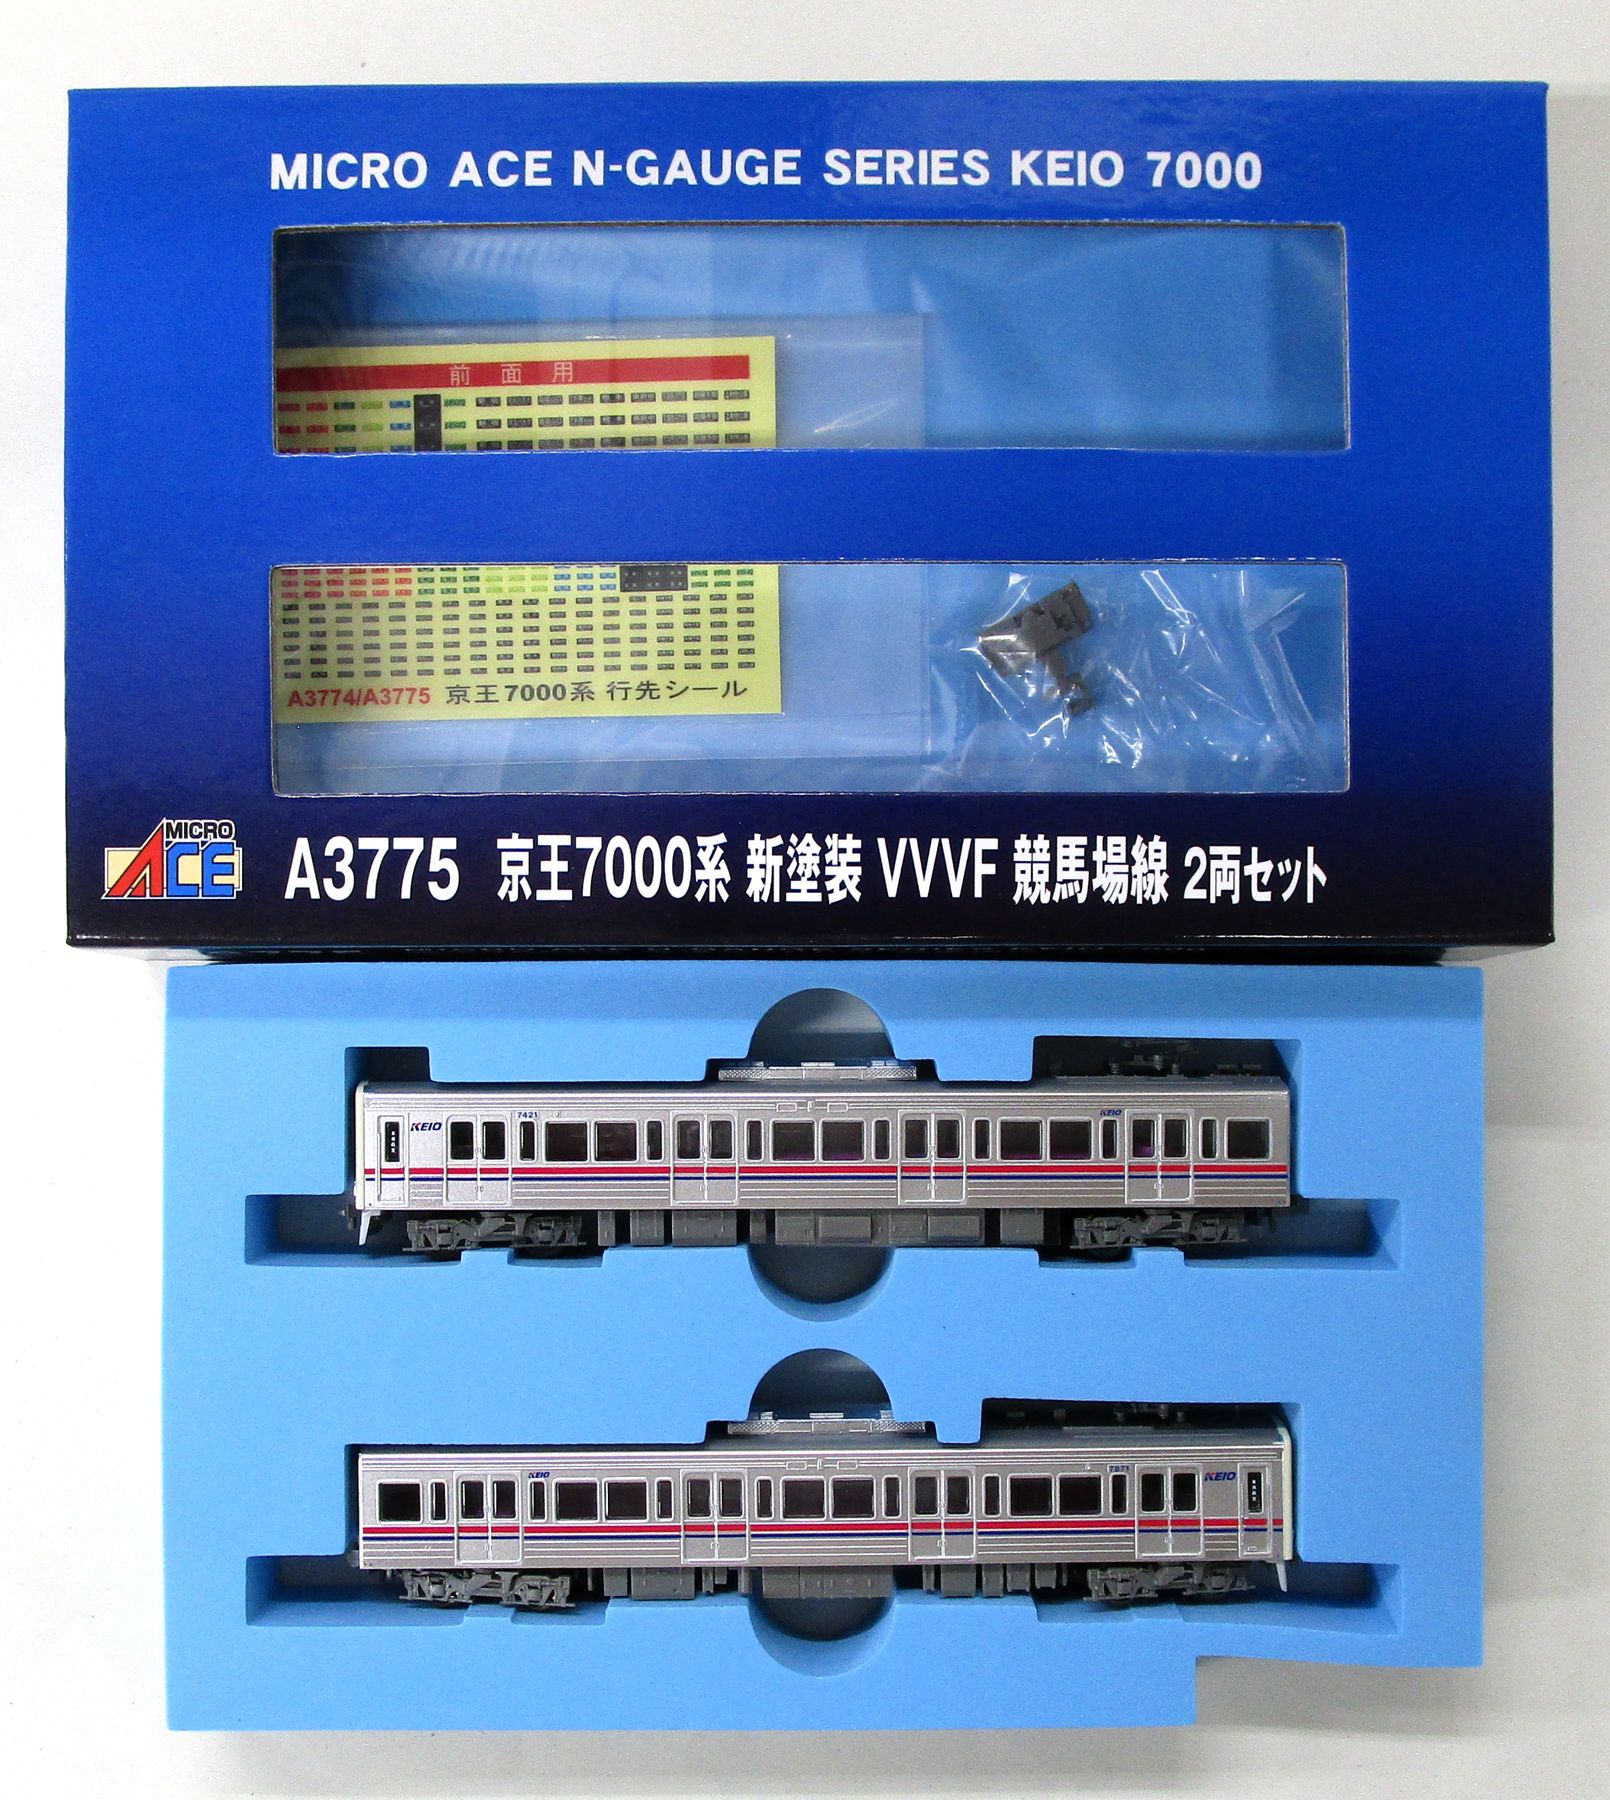 MICRO ACE N-GAUGE SERIES KEIO 7000
前面用
A3774/A3775 京王7000系 行先シール
MICRO ACE
A3775 京王7000系 新塗装 VVVF 競馬場線 2両セット
KEIO 7421 KEIO
KEIO 7871 KEIO